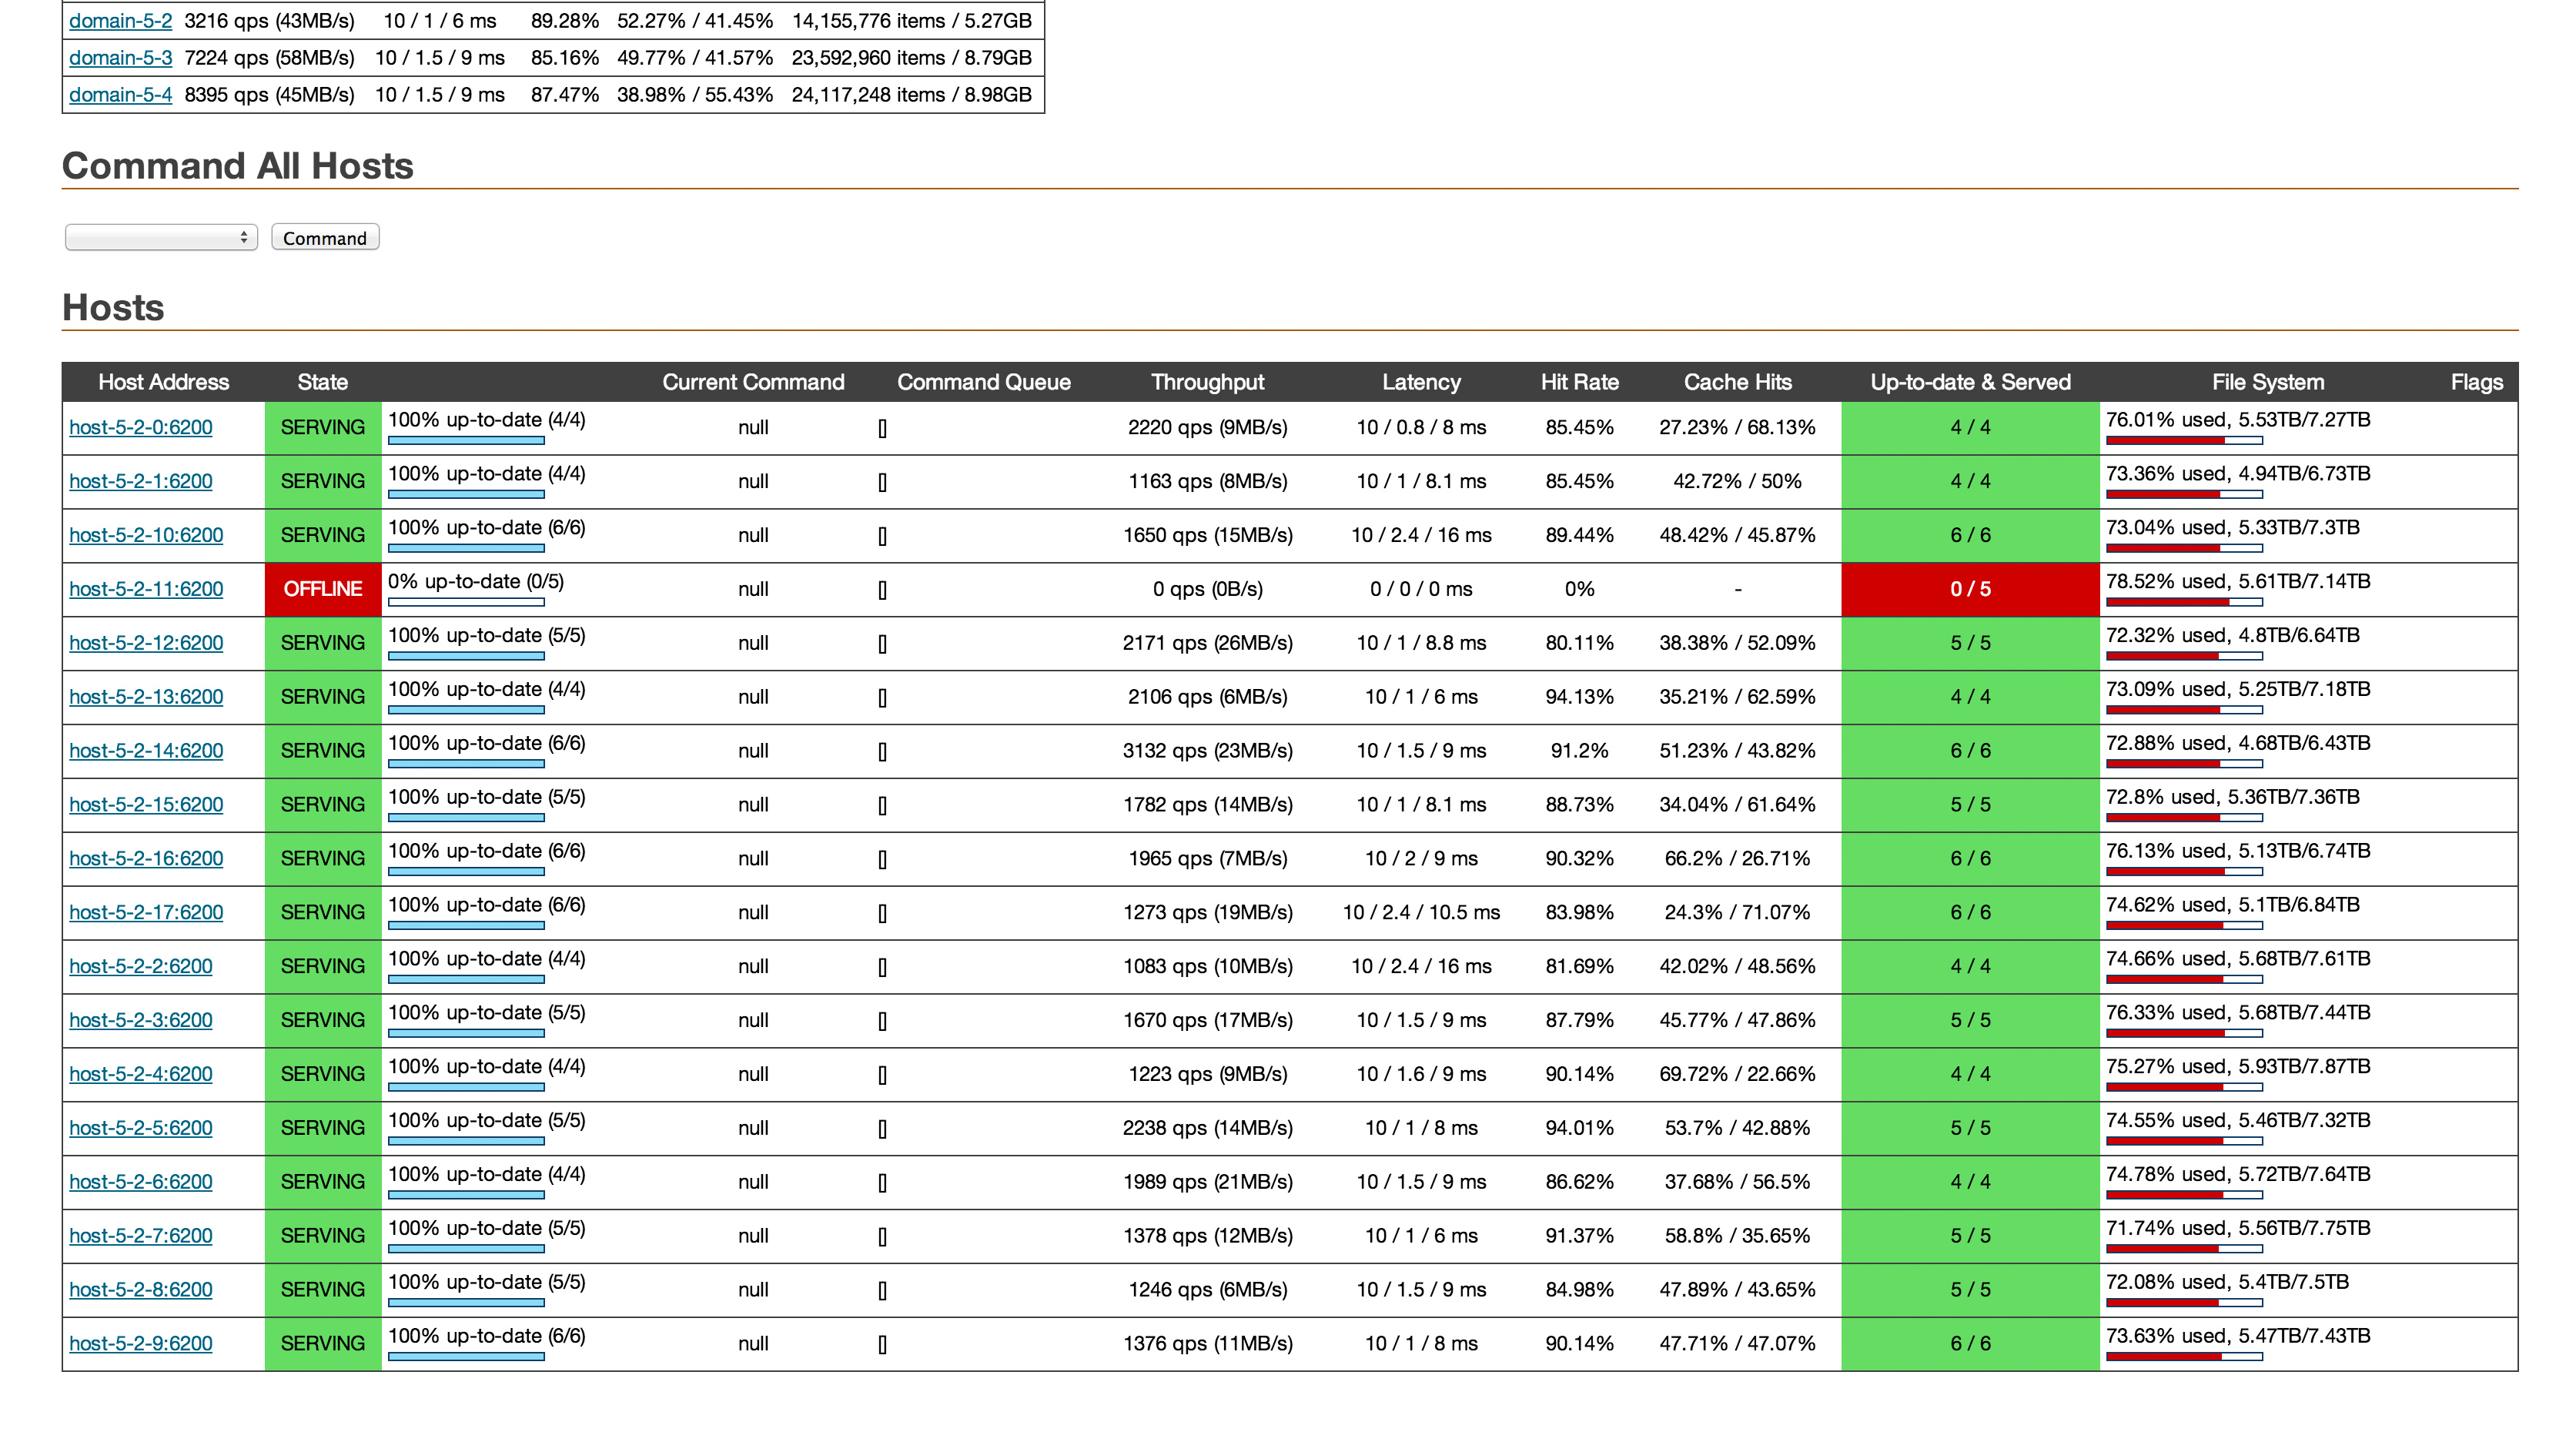 domain-5-2 3216 qps (43MB/s) 10 / 1 / 6 ms 89.28% 52.27% / 41.45% 14,155,776 items / 5.27GB
domain-5-3 7224 qps (58MB/s) 10 / 1.5 / 9 ms 85.16% 49.77% / 41.57% 23,592,960 items / 8.79GB
domain-5-4 8395 qps (45MB/s) 10 / 1.5 / 9 ms 87.47% 38.98% / 55.43% 24,117,248 items / 8.98GB
Command All Hosts
Command
Hosts
Host Address State Current Command Command Queue Throughput Latency Hit Rate Cache Hits Up-to-date & Served File System Flags
host-5-2-0:6200 SERVING 100% up-to-date (4/4) null [] 2220 qps (9MB/s) 10 / 0.8 / 8 ms 85.45% 27.23% / 68.13% 4 / 4 76.01% used, 5.53TB/7.27TB
host-5-2-1:6200 SERVING 100% up-to-date (4/4) null [] 1163 qps (8MB/s) 10 / 1 / 8.1 ms 85.45% 42.72% / 50% 4 / 4 73.36% used, 4.94TB/6.73TB
host-5-2-10:6200 SERVING 100% up-to-date (6/6) null [] 1650 qps (15MB/s) 10 / 2.4 / 16 ms 89.44% 48.42% / 45.87% 6 / 6 73.04% used, 5.33TB/7.3TB
host-5-2-11:6200 OFFLINE 0% up-to-date (0/5) null [] 0 qps (0B/s) 0 / 0 / 0 ms 0% - 0 / 5 78.52% used, 5.61TB/7.14TB
host-5-2-12:6200 SERVING 100% up-to-date (5/5) null [] 2171 qps (26MB/s) 10 / 1 / 8.8 ms 80.11% 38.38% / 52.09% 5 / 5 72.32% used, 4.8TB/6.64TB
host-5-2-13:6200 SERVING 100% up-to-date (4/4) null [] 2106 qps (6MB/s) 10 / 1 / 6 ms 94.13% 35.21% / 62.59% 4 / 4 73.09% used, 5.25TB/7.18TB
host-5-2-14:6200 SERVING 100% up-to-date (6/6) null [] 3132 qps (23MB/s) 10 / 1.5 / 9 ms 91.2% 51.23% / 43.82% 6 / 6 72.88% used, 4.68TB/6.43TB
host-5-2-15:6200 SERVING 100% up-to-date (5/5) null [] 1782 qps (14MB/s) 10 / 1 / 8.1 ms 88.73% 34.04% / 61.64% 5 / 5 72.8% used, 5.36TB/7.36TB
host-5-2-16:6200 SERVING 100% up-to-date (6/6) null [] 1965 qps (7MB/s) 10 / 2 / 9 ms 90.32% 66.2% / 26.71% 6 / 6 76.13% used, 5.13TB/6.74TB
host-5-2-17:6200 SERVING 100% up-to-date (6/6) null [] 1273 qps (19MB/s) 10 / 2.4 / 10.5 ms 83.98% 24.3% / 71.07% 6 / 6 74.62% used, 5.1TB/6.84TB
host-5-2-2:6200 SERVING 100% up-to-date (4/4) null [] 1083 qps (10MB/s) 10 / 2.4 / 16 ms 81.69% 42.02% / 48.56% 4 / 4 74.66% used, 5.68TB/7.61TB
host-5-2-3:6200 SERVING 100% up-to-date (5/5) null [] 1670 qps (17MB/s) 10 / 1.5 / 9 ms 87.79% 45.77% / 47.86% 5 / 5 76.33% used, 5.68TB/7.44TB
host-5-2-4:6200 SERVING 100% up-to-date (4/4) null [] 1223 qps (9MB/s) 10 / 1.6 / 9 ms 90.14% 69.72% / 22.66% 4 / 4 75.27% used, 5.93TB/7.87TB
host-5-2-5:6200 SERVING 100% up-to-date (5/5) null [] 2238 qps (14MB/s) 10 / 1 / 8 ms 94.01% 53.7% / 42.88% 5 / 5 74.55% used, 5.46TB/7.32TB
host-5-2-6:6200 SERVING 100% up-to-date (4/4) null [] 1989 qps (21MB/s) 10 / 1.5 / 9 ms 86.62% 37.68% / 56.5% 4 / 4 74.78% used, 5.72TB/7.64TB
host-5-2-7:6200 SERVING 100% up-to-date (5/5) null [] 1378 qps (12MB/s) 10 / 1 / 6 ms 91.37% 58.8% / 35.65% 5 / 5 71.74% used, 5.56TB/7.75TB
host-5-2-8:6200 SERVING 100% up-to-date (5/5) null [] 1246 qps (6MB/s) 10 / 1.5 / 9 ms 84.98% 47.89% / 43.65% 5 / 5 72.08% used, 5.4TB/7.5TB
host-5-2-9:6200 SERVING 100% up-to-date (6/6) null [] 1376 qps (11MB/s) 10 / 1 / 8 ms 90.14% 47.71% / 47.07% 6 / 6 73.63% used, 5.47TB/7.43TB